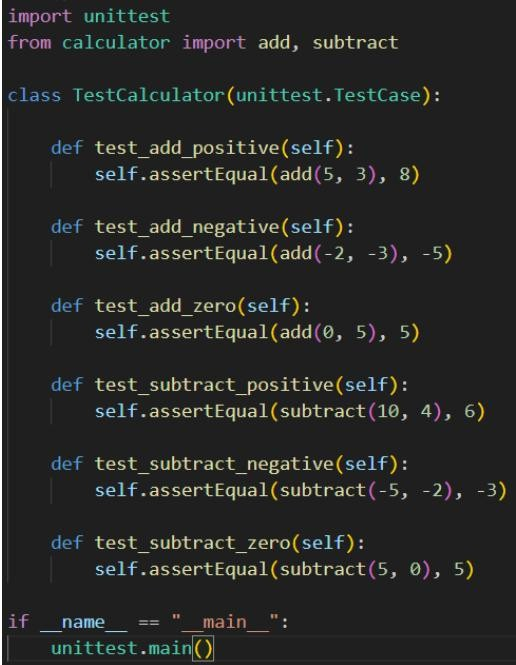 import unittest
from calculator import add, subtract
class TestCalculator(unittest.TestCase):
    def test_add_positive(self):
        self.assertEqual(add(5, 3), 8)
    def test_add_negative(self):
        self.assertEqual(add(-2, -3), -5)
    def test_add_zero(self):
        self.assertEqual(add(0, 5), 5)
    def test_subtract_positive(self):
        self.assertEqual(subtract(10, 4), 6)
    def test_subtract_negative(self):
        self.assertEqual(subtract(-5, -2), -3)
    def test_subtract_zero(self):
        self.assertEqual(subtract(5, 0), 5)
if __name__ == "__main__":
    unittest.main()